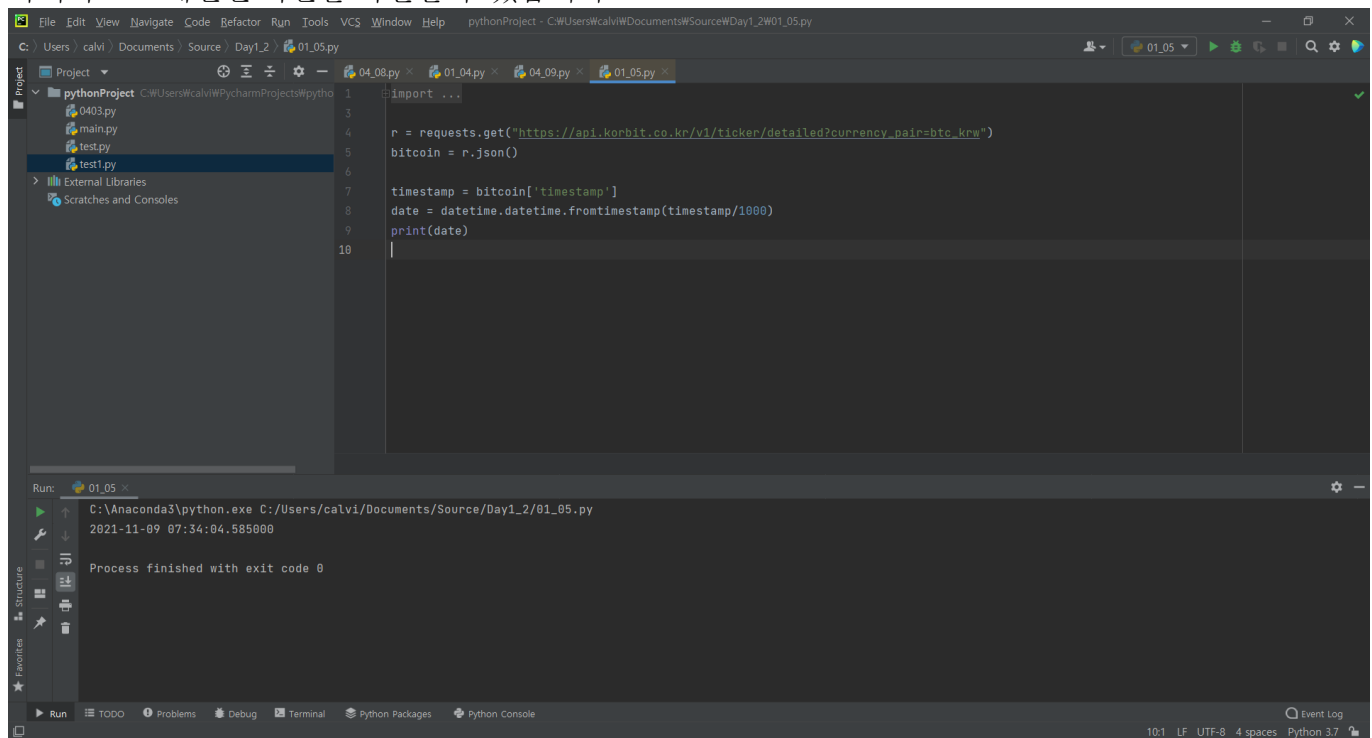 File Edit View Navigate Code Refactor Run Tools VCS Window Help pythonProject - C:₩Users₩calvi₩Documents₩Source₩Day1_2₩01_05.py
C: Users calvi Documents Source Day1_2 01_05.py
01_05
Project
04_08.py
01_04.py
04_09.py
01_05.py
Project
pythonProject C:₩Users₩calvi₩PycharmProjects₩pytho
0403.py
main.py
test.py
test1.py
External Libraries
Scratches and Consoles
1 import ...
3
4 r = requests.get("https://api.korbit.co.kr/v1/ticker/detailed?currency_pair=btc_krw")
5 bitcoin = r.json()
6
7 timestamp = bitcoin['timestamp']
8 date = datetime.datetime.fromtimestamp(timestamp/1000)
9 print(date)
10
Run: 01_05
C:\Anaconda3\python.exe C:/Users/calvi/Documents/Source/Day1_2/01_05.py
2021-11-09 07:34:04.585000
Process finished with exit code 0
Structure
Favorites
Run TODO Problems Debug Terminal Python Packages Python Console Event Log
10:1 LF UTF-8 4 spaces Python 3.7